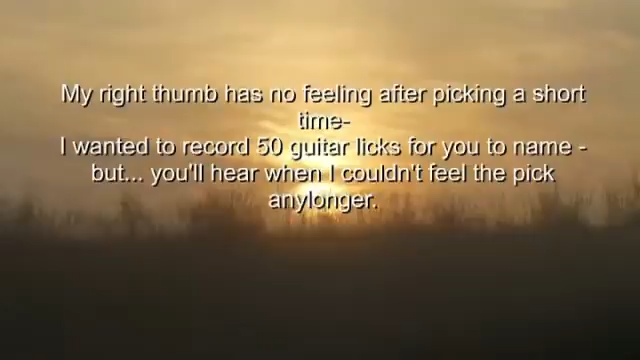 My right thumb has no feeling after picking a short
time-
I wanted to record 50 guitar licks for you to name -
but... you'll hear when I couldn't feel the pick
anylonger.